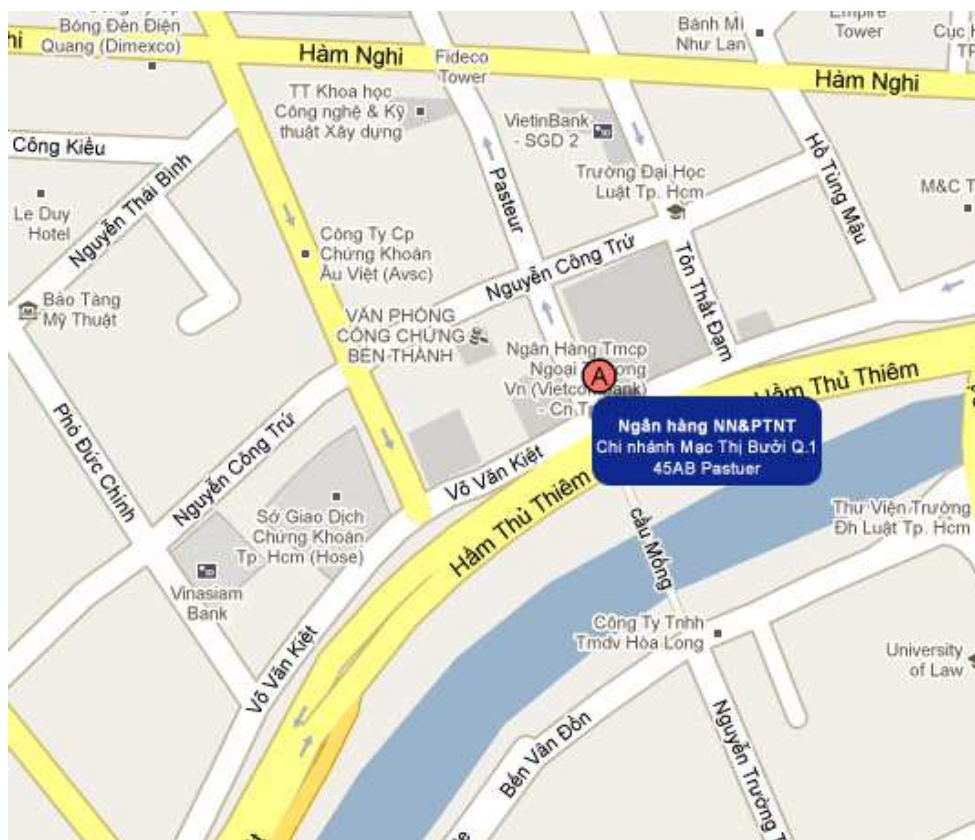 Bóng Đèn Điện
Quang (Dimexco)
Hàm Nghi
Fideco
Tower
Bánh Mì
Như Lan
Empire
Tower
Hàm Nghi
TT Khoa học
Công nghệ & Kỹ
thuật Xây dựng
VietinBank
- SGD 2
Công Kiều
Nguyễn Thái Bình
Pasteur
Trường Đại Học
Luật Tp. Hcm
Hồ Tùng Mậu
M&C T
Le Duy
Hotel
Công Ty Cp
Chứng Khoán
Âu Việt (Avsc)
Nguyễn Công Trứ
Tôn Thất Đạm
Bảo Tàng
Mỹ Thuật
VĂN PHÒNG
CÔNG CHỨNG
BẾN THÀNH
Ngân Hàng Tmcp
Ngoại
Vn (Vietcombank)
- Cn
A
Hầm Thủ Thiêm
Ngân hàng NN&PTNT
Chi nhánh Mạc Thị Bưởi Q.1
45AB Pastuer
Phó Đức Chính
Nguyễn Công Trứ
Võ Văn Kiệt
Sở Giao Dịch
Chứng Khoán
Tp. Hcm (Hose)
Hầm Thủ Thiêm
cầu Mống
Thư Viện Trường
Đh Luật Tp. Hcm
Vinasiam
Bank
Công Ty Tnhh
Tmdv Hòa Long
Võ Văn Kiệt
University
of Law
Bến Vân Đồn
Nguyễn Trường T